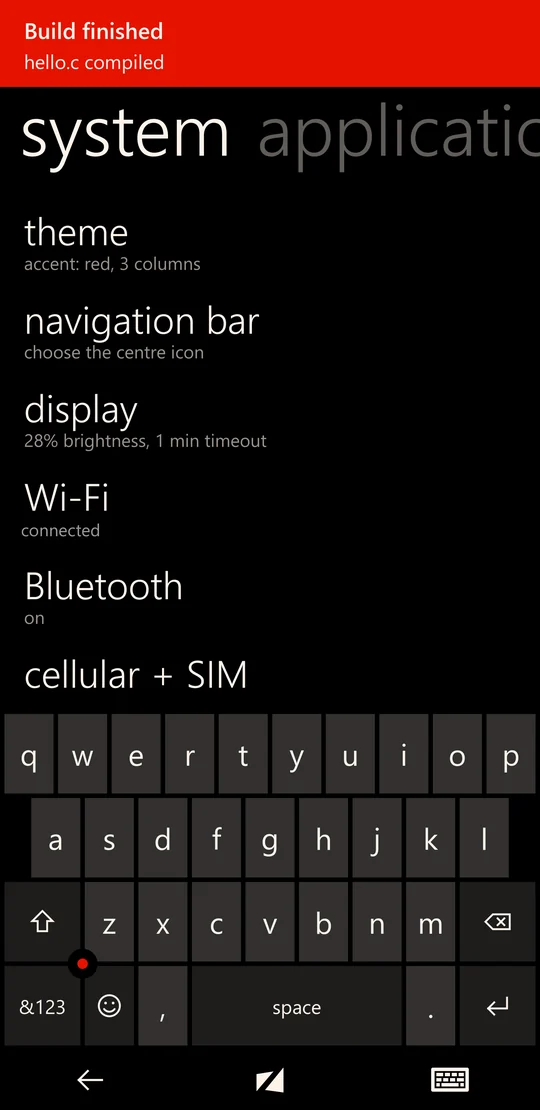 Build finished
hello.c compiled
system applicatio
theme
accent: red, 3 columns
navigation bar
choose the centre icon
display
28% brightness, 1 min timeout
Wi-Fi
connected
Bluetooth
on
cellular + SIM
q w e r t y u i o p
a s d f g h j k l
z x c v b n m
&123 , space .